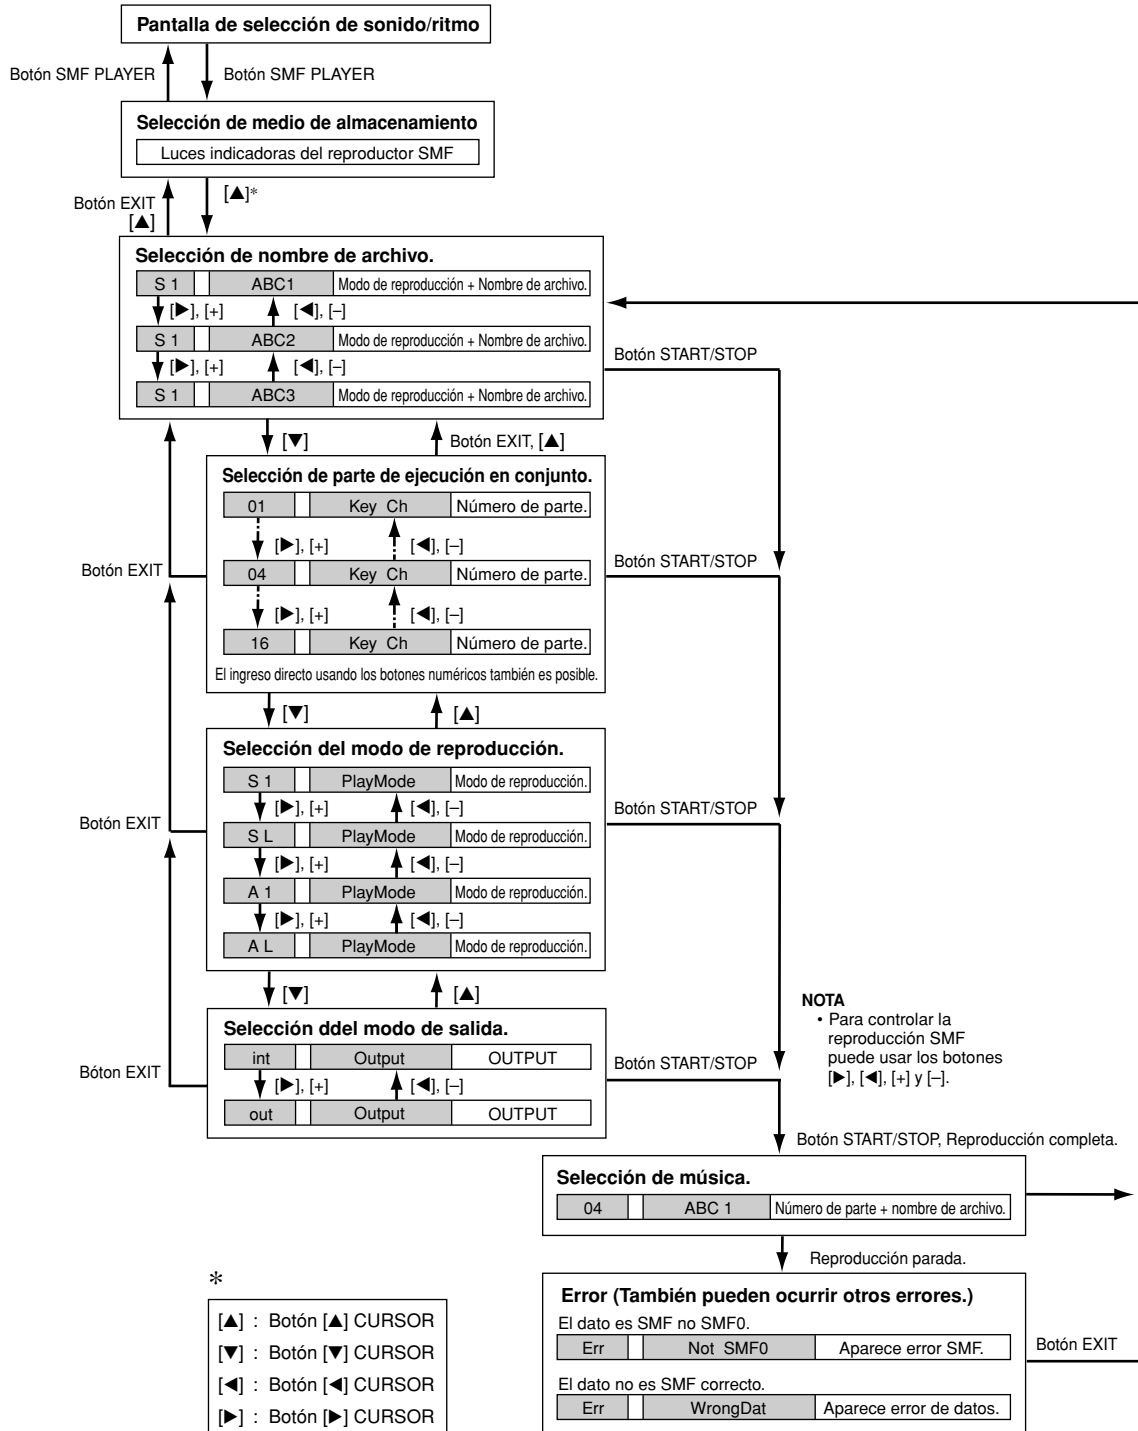 Pantalla de selección de sonido/ritmo
Botón SMF PLAYER
Botón SMF PLAYER
Selección de medio de almacenamiento
Luces indicadoras del reproductor SMF
Botón EXIT
[▲]
[▲]*
Selección de nombre de archivo.
S 1 ABC1 Modo de reproducción + Nombre de archivo.
[▶], [+] [◀], [–]
S 1 ABC2 Modo de reproducción + Nombre de archivo.
[▶], [+] [◀], [–]
S 1 ABC3 Modo de reproducción + Nombre de archivo.
Botón START/STOP
[▼]
Botón EXIT, [▲]
Selección de parte de ejecución en conjunto.
01 Key Ch Número de parte.
[▶], [+] [◀], [–]
04 Key Ch Número de parte.
[▶], [+] [◀], [–]
16 Key Ch Número de parte.
El ingreso directo usando los botones numéricos también es posible.
Botón EXIT
Botón START/STOP
[▼]
[▲]
Selección del modo de reproducción.
S 1 PlayMode Modo de reproducción.
[▶], [+] [◀], [–]
S L PlayMode Modo de reproducción.
[▶], [+] [◀], [–]
A 1 PlayMode Modo de reproducción.
[▶], [+] [◀], [–]
A L PlayMode Modo de reproducción.
Botón EXIT
Botón START/STOP
[▼]
[▲]
Selección ddel modo de salida.
int Output OUTPUT
[▶], [+] [◀], [–]
out Output OUTPUT
Bóton EXIT
Botón START/STOP
NOTA
• Para controlar la
reproducción SMF
puede usar los botones
[▶], [◀], [+] y [–].
Botón START/STOP, Reproducción completa.
Selección de música.
04 ABC 1 Número de parte + nombre de archivo.
Reproducción parada.
Error (También pueden ocurrir otros errores.)
El dato es SMF no SMF0.
Err Not SMF0 Aparece error SMF.
El dato no es SMF correcto.
Err WrongDat Aparece error de datos.
Botón EXIT
*
[▲] : Botón [▲] CURSOR
[▼] : Botón [▼] CURSOR
[◀] : Botón [◀] CURSOR
[▶] : Botón [▶] CURSOR